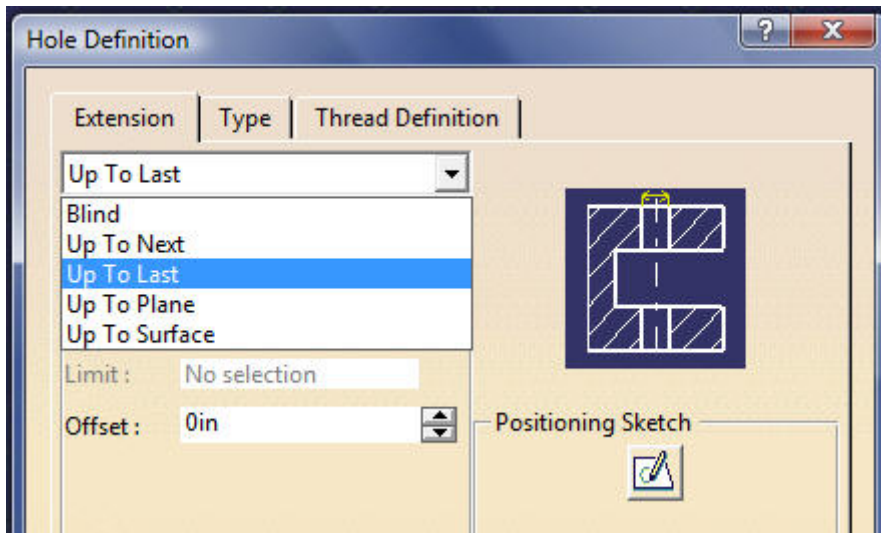 Hole Definition
?
X
Extension Type Thread Definition
Up To Last
Blind
Up To Next
Up To Last
Up To Plane
Up To Surface
Limit : No selection
Offset : 0in
Positioning Sketch